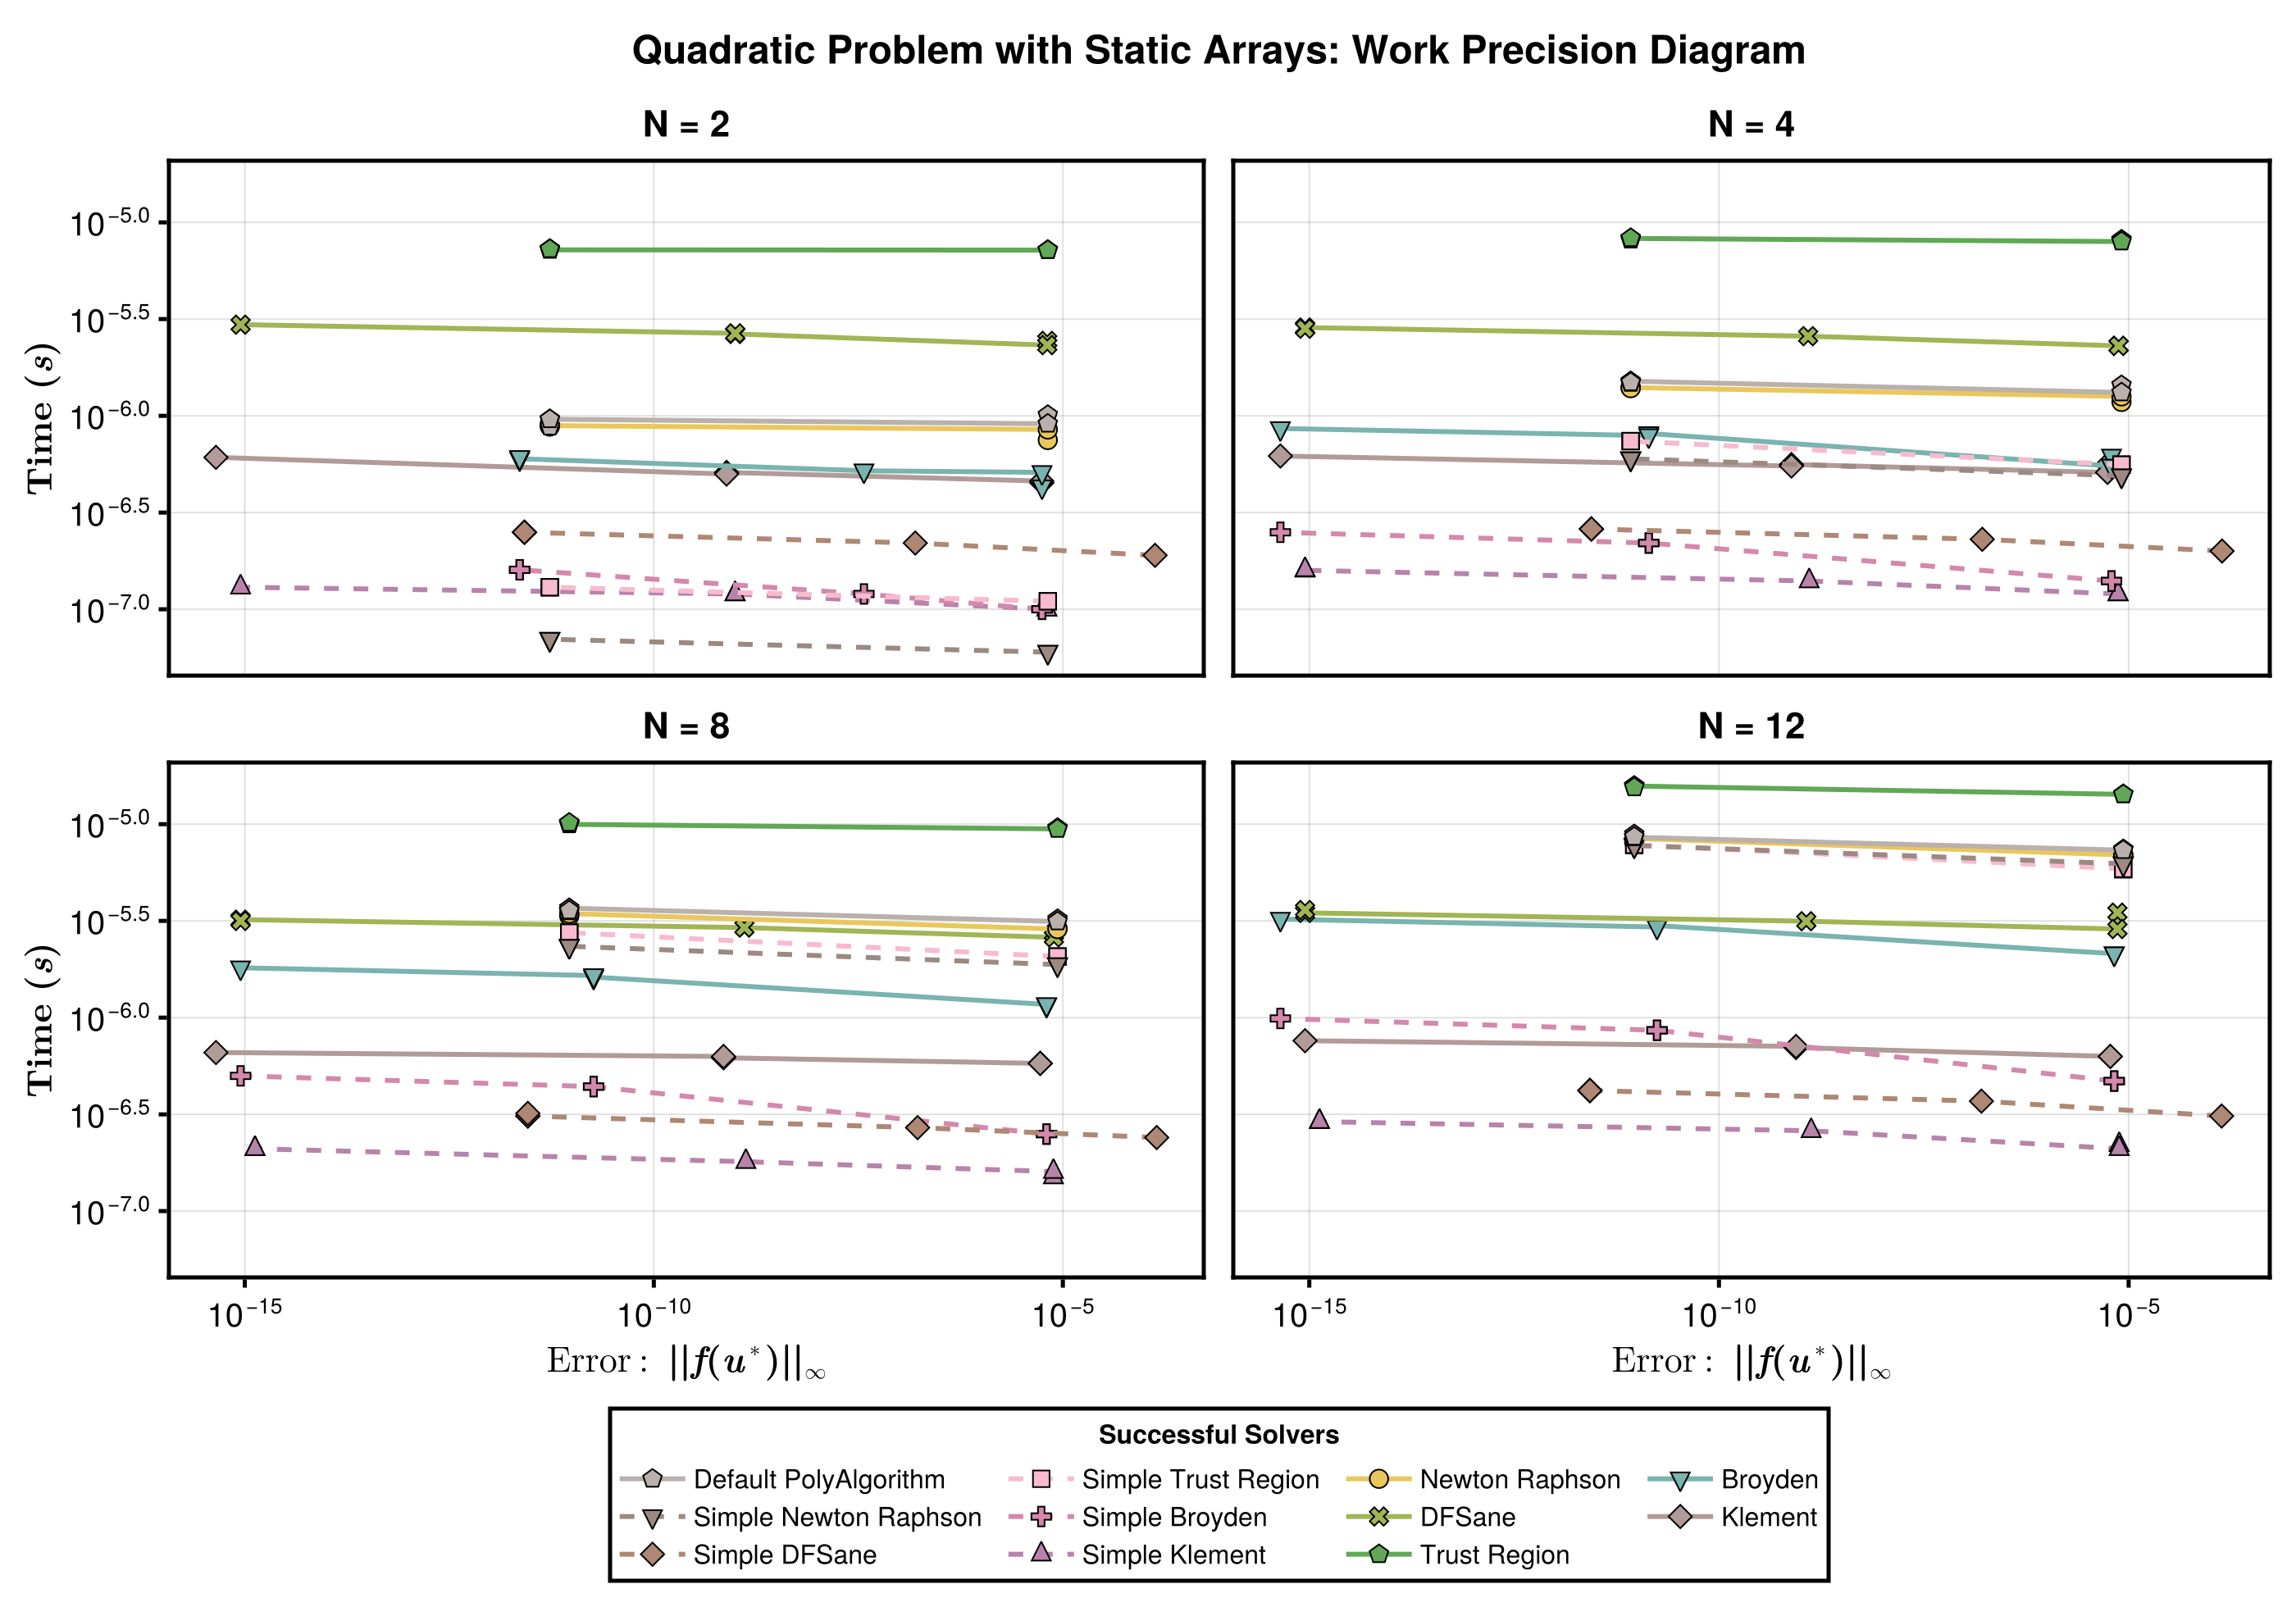 Quadratic Problem with Static Arrays: Work Precision Diagram
N = 2
N = 4
10^{-5.0}
10^{-5.5}
10^{-6.0}
10^{-6.5}
10^{-7.0}
Time (s)
N = 8
N = 12
10^{-5.0}
10^{-5.5}
10^{-6.0}
10^{-6.5}
10^{-7.0}
Time (s)
10^{-15} 10^{-10} 10^{-5}
10^{-15} 10^{-10} 10^{-5}
Error: ||f(u^*)||_∞
Error: ||f(u^*)||_∞
Successful Solvers
Default PolyAlgorithm Simple Trust Region Newton Raphson Broyden
Simple Newton Raphson Simple Broyden DFSane Klement
Simple DFSane Simple Klement Trust Region